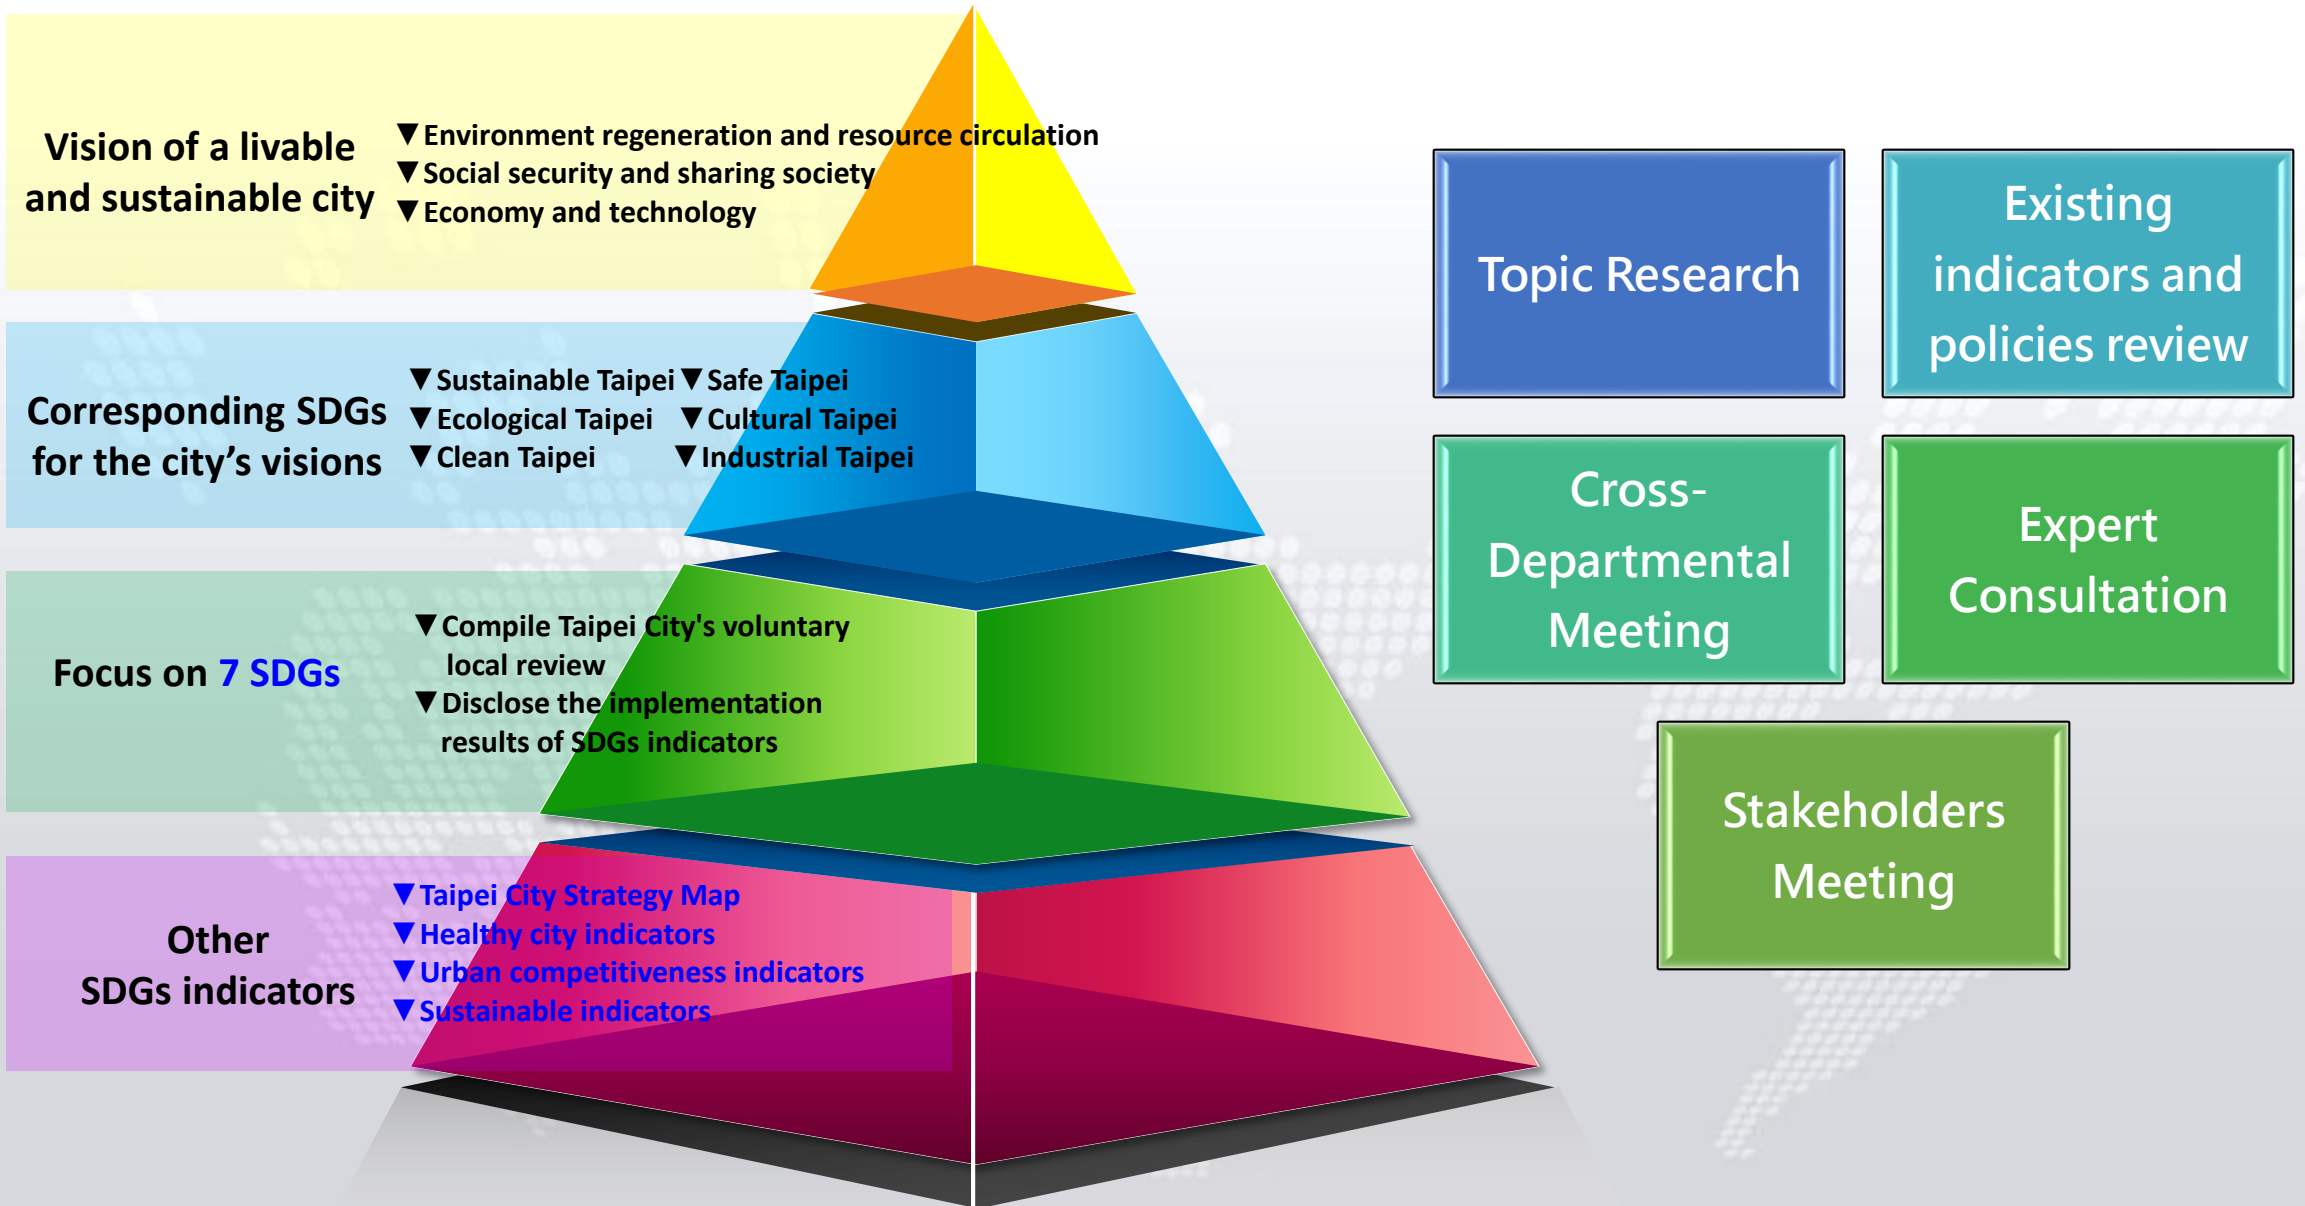 Vision of a livable
and sustainable city
▼Environment regeneration and resource circulation
▼Social security and sharing society
▼Economy and technology
Corresponding SDGs
for the city’s visions
▼Sustainable Taipei ▼Safe Taipei
▼Ecological Taipei ▼Cultural Taipei
▼Clean Taipei ▼Industrial Taipei
Focus on 7 SDGs
▼Compile Taipei City's voluntary
local review
▼Disclose the implementation
results of SDGs indicators
Other
SDGs indicators
▼Taipei City Strategy Map
▼Healthy city indicators
▼Urban competitiveness indicators
▼Sustainable indicators
Topic Research
Existing
indicators and
policies review
Cross-
Departmental
Meeting
Expert
Consultation
Stakeholders
Meeting